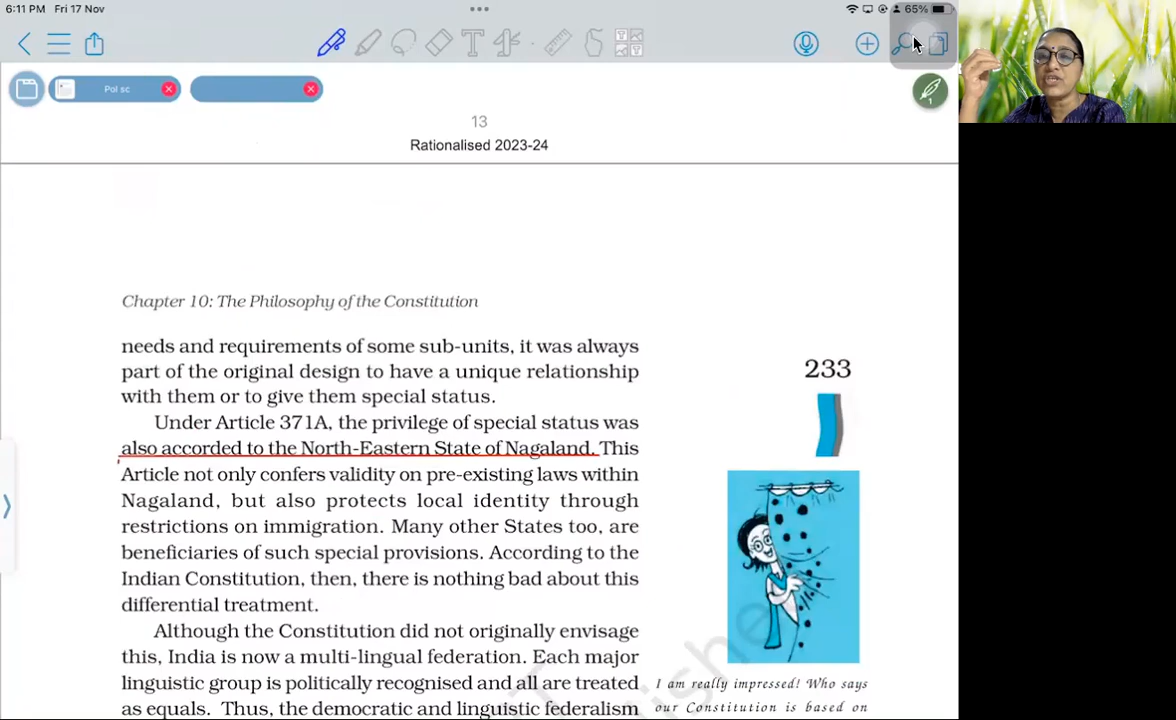 6:11 PM Fri 17 Nov
65%
Pol sc
1
13
Rationalised 2023-24
Chapter 10: The Philosophy of the Constitution
needs and requirements of some sub-units, it was always
part of the original design to have a unique relationship
with them or to give them special status.
Under Article 371A, the privilege of special status was
also accorded to the North-Eastern State of Nagaland. This
Article not only confers validity on pre-existing laws within
Nagaland, but also protects local identity through
restrictions on immigration. Many other States too, are
beneficiaries of such special provisions. According to the
Indian Constitution, then, there is nothing bad about this
differential treatment.
Although the Constitution did not originally envisage
this, India is now a multi-lingual federation. Each major
linguistic group is politically recognised and all are treated
as equals. Thus, the democratic and linguistic federalism
233
I am really impressed! Who says
our Constitution is based on